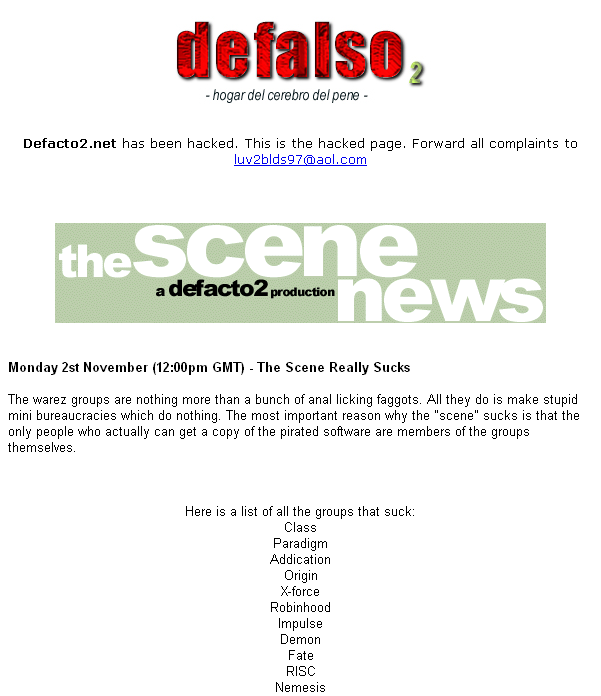 defalso 2
- hogar del cerebro del pene -
Defacto2.net has been hacked. This is the hacked page. Forward all complaints to
luv2blds97@aol.com
the scene
a defacto2 production
news
Monday 2st November (12:00pm GMT) - The Scene Really Sucks
The warez groups are nothing more than a bunch of anal licking faggots. All they do is make stupid
mini bureaucracies which do nothing. The most important reason why the "scene" sucks is that the
only people who actually can get a copy of the pirated software are members of the groups
themselves.
Here is a list of all the groups that suck:
Class
Paradigm
Addication
Origin
X-force
Robinhood
Impulse
Demon
Fate
RISC
Nemesis